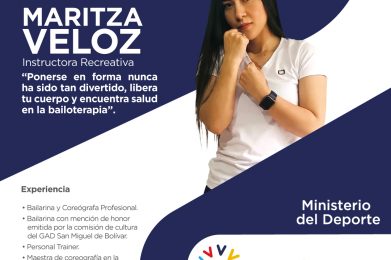 MARITZA
VELOZ
Instructora Recreativa
“Ponerse en forma nunca
ha sido tan divertido, libera
tu cuerpo y encuentra salud
en la bailoterapia”.
Experiencia
• Bailarina y Coreógrafa Profesional.
• Bailarina con mención de honor
emitida por la comisión de cultura
del GAD San Miguel de Bolívar.
• Personal Trainer.
• Maestra de coreografía en la
Ministerio
del Deporte